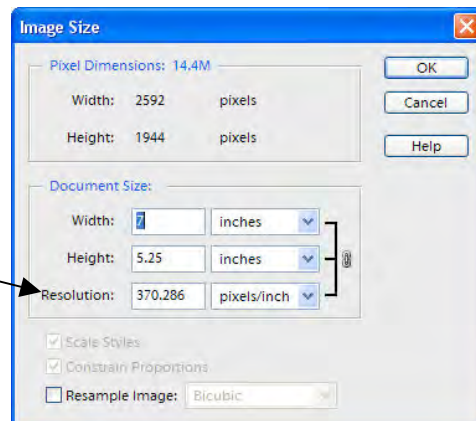 Image Size
Pixel Dimensions: 14.4M
OK
Width: 2592 pixels
Cancel
Height: 1944 pixels
Help
Document Size:
Width: 7 inches
Height: 5.25 inches
Resolution: 370.286 pixels/inch
Scale Styles
Constrain Proportions
Resample Image: Bicubic